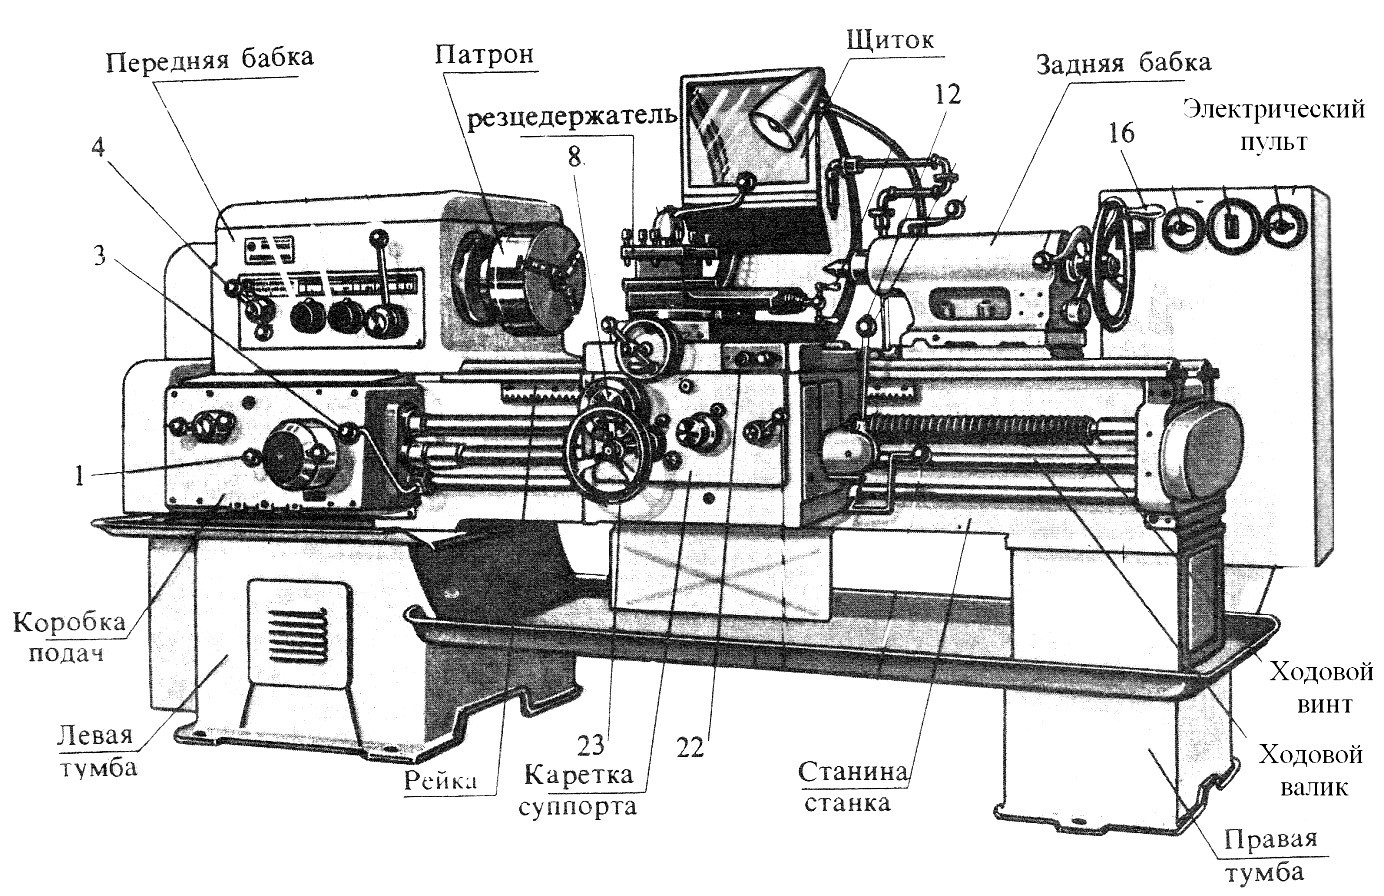 Передняя бабка
Патрон
Щиток
Задняя бабка
резцедержатель
12
Электрический
пульт
4
8
16
3
1
Коробка
подач
Левая
тумба
Рейка
23
Каретка
суппорта
22
Станина
станка
Ходовой
винт
Ходовой
валик
Правая
тумба